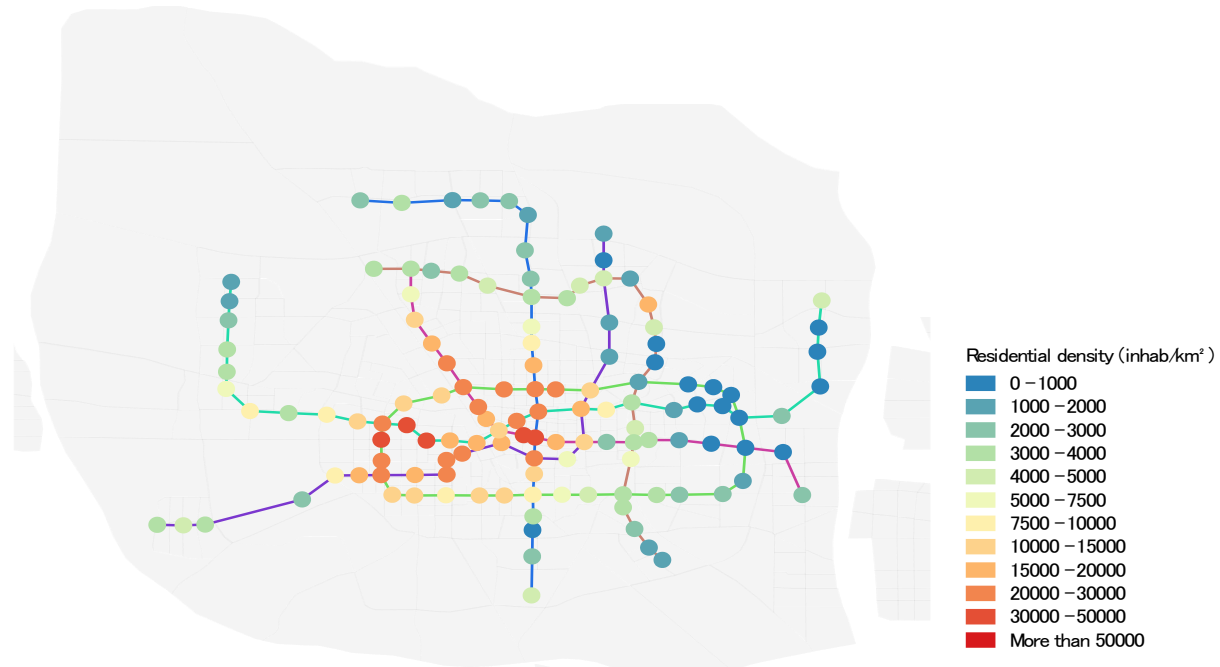 Residential density (inhab/km²)
0 – 1000
1000 – 2000
2000 – 3000
3000 – 4000
4000 – 5000
5000 – 7500
7500 – 10000
10000 – 15000
15000 – 20000
20000 – 30000
30000 – 50000
More than 50000